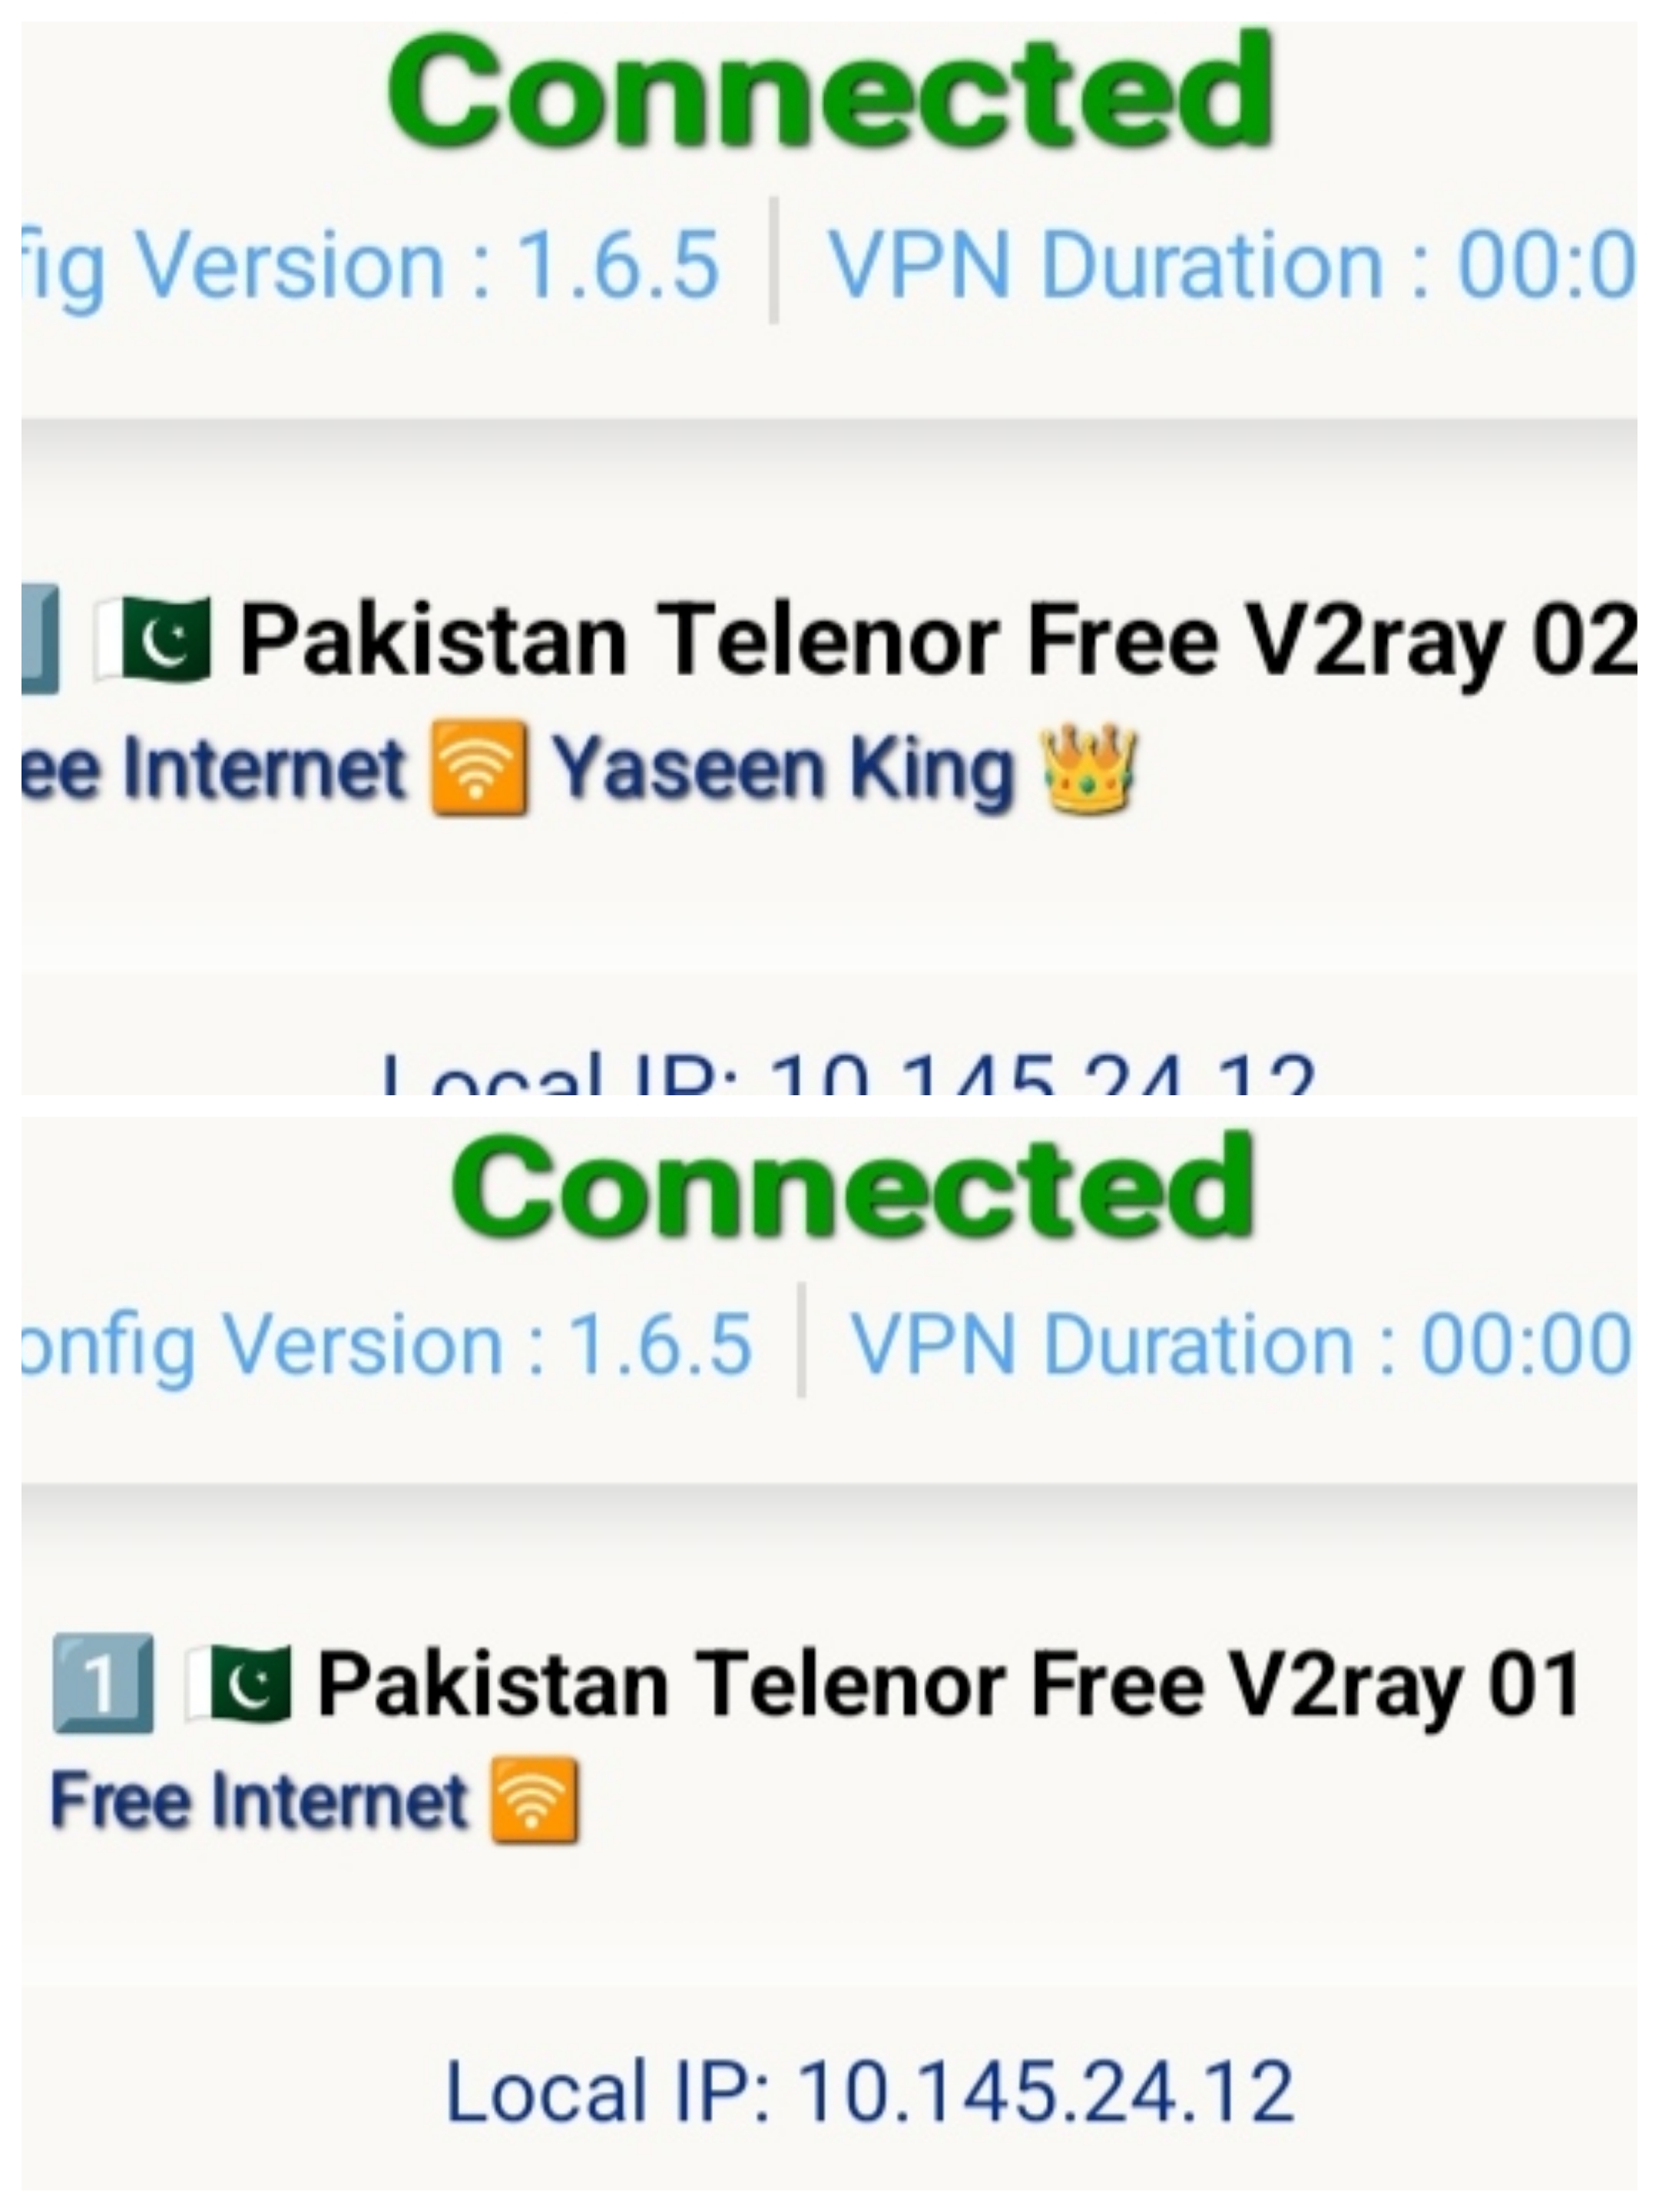 Connected
fig Version : 1.6.5 | VPN Duration : 00:0
🇵🇰 Pakistan Telenor Free V2ray 02
ee Internet 🛜 Yaseen King 👑
Local IP: 10.145.24.12
Connected
onfig Version : 1.6.5 | VPN Duration : 00:00
1️⃣ 🇵🇰 Pakistan Telenor Free V2ray 01
Free Internet 🛜
Local IP: 10.145.24.12